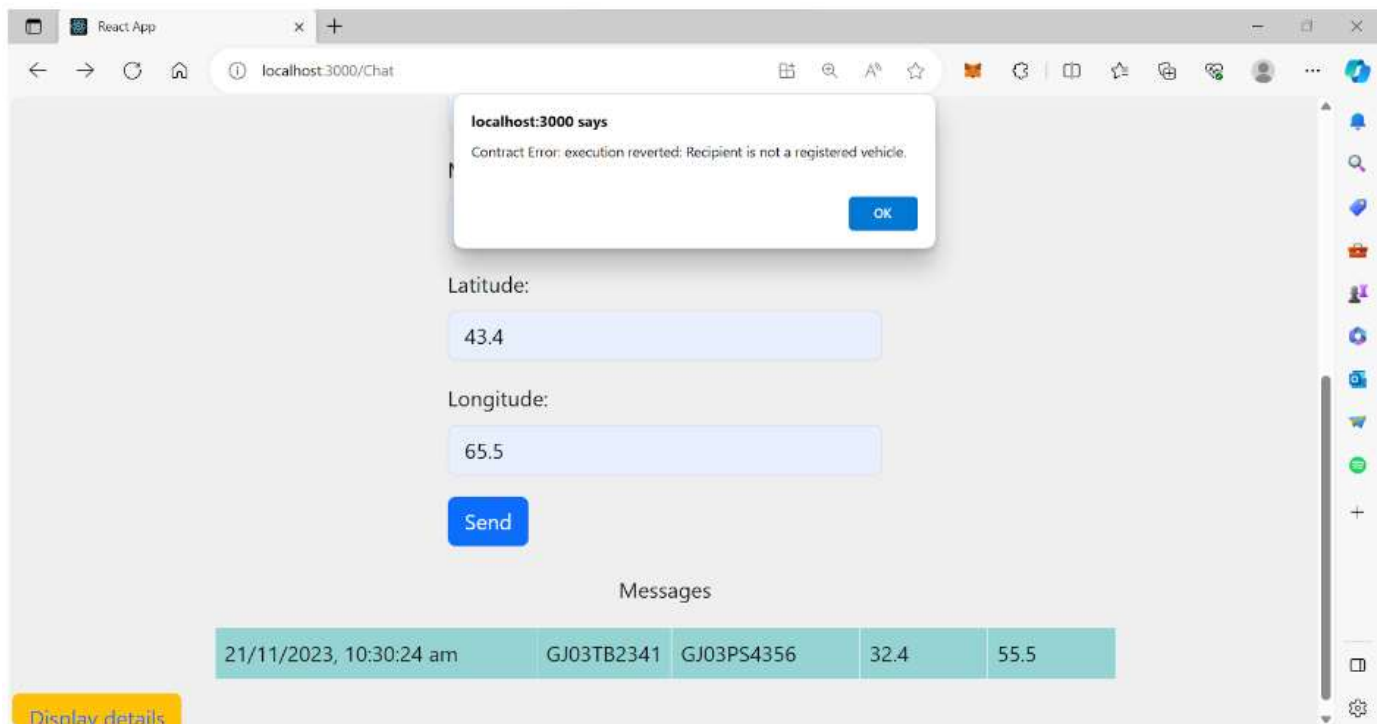 React App
localhost:3000/Chat
localhost:3000 says
Contract Error: execution reverted: Recipient is not a registered vehicle.
OK
Latitude:
43.4
Longitude:
65.5
Send
Messages
21/11/2023, 10:30:24 am GJ03TB2341 GJ03PS4356 32.4 55.5
Display details